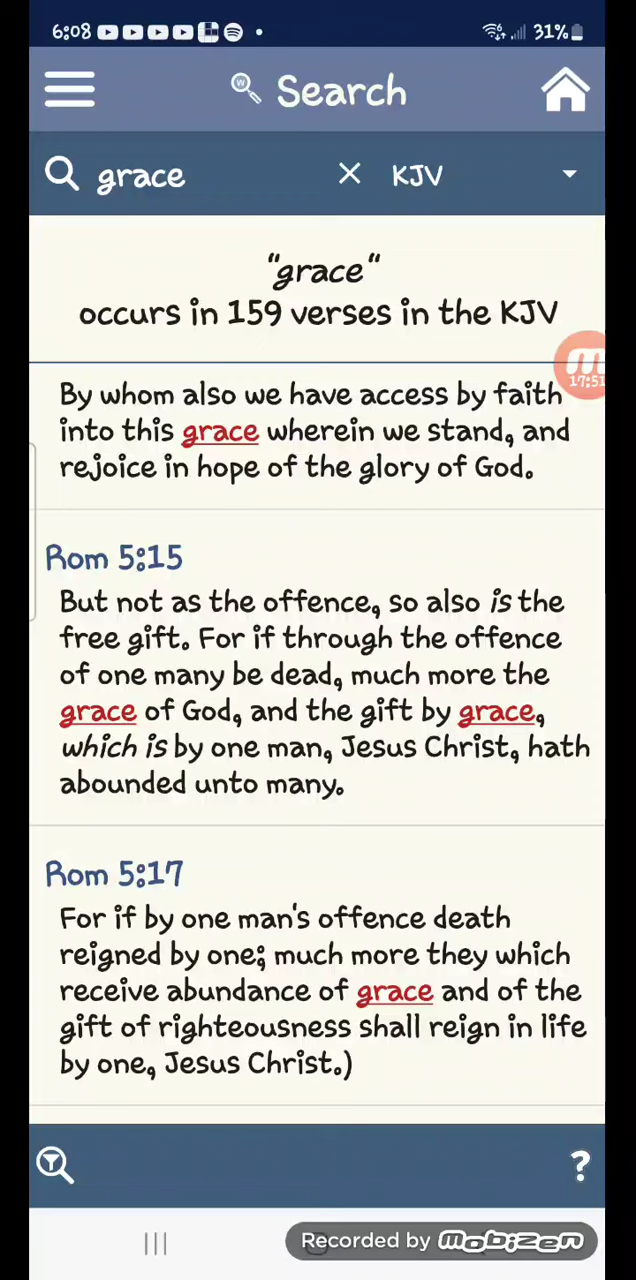 6:08 31%
Search
grace KJV
"grace"
occurs in 159 verses in the KJV
17:51
By whom also we have access by faith
into this grace wherein we stand, and
rejoice in hope of the glory of God.
Rom 5:15
But not as the offence, so also is the
free gift. For if through the offence
of one many be dead, much more the
grace of God, and the gift by grace,
which is by one man, Jesus Christ, hath
abounded unto many.
Rom 5:17
For if by one man's offence death
reigned by one; much more they which
receive abundance of grace and of the
gift of righteousness shall reign in life
by one, Jesus Christ.)
?
Recorded by mobizen